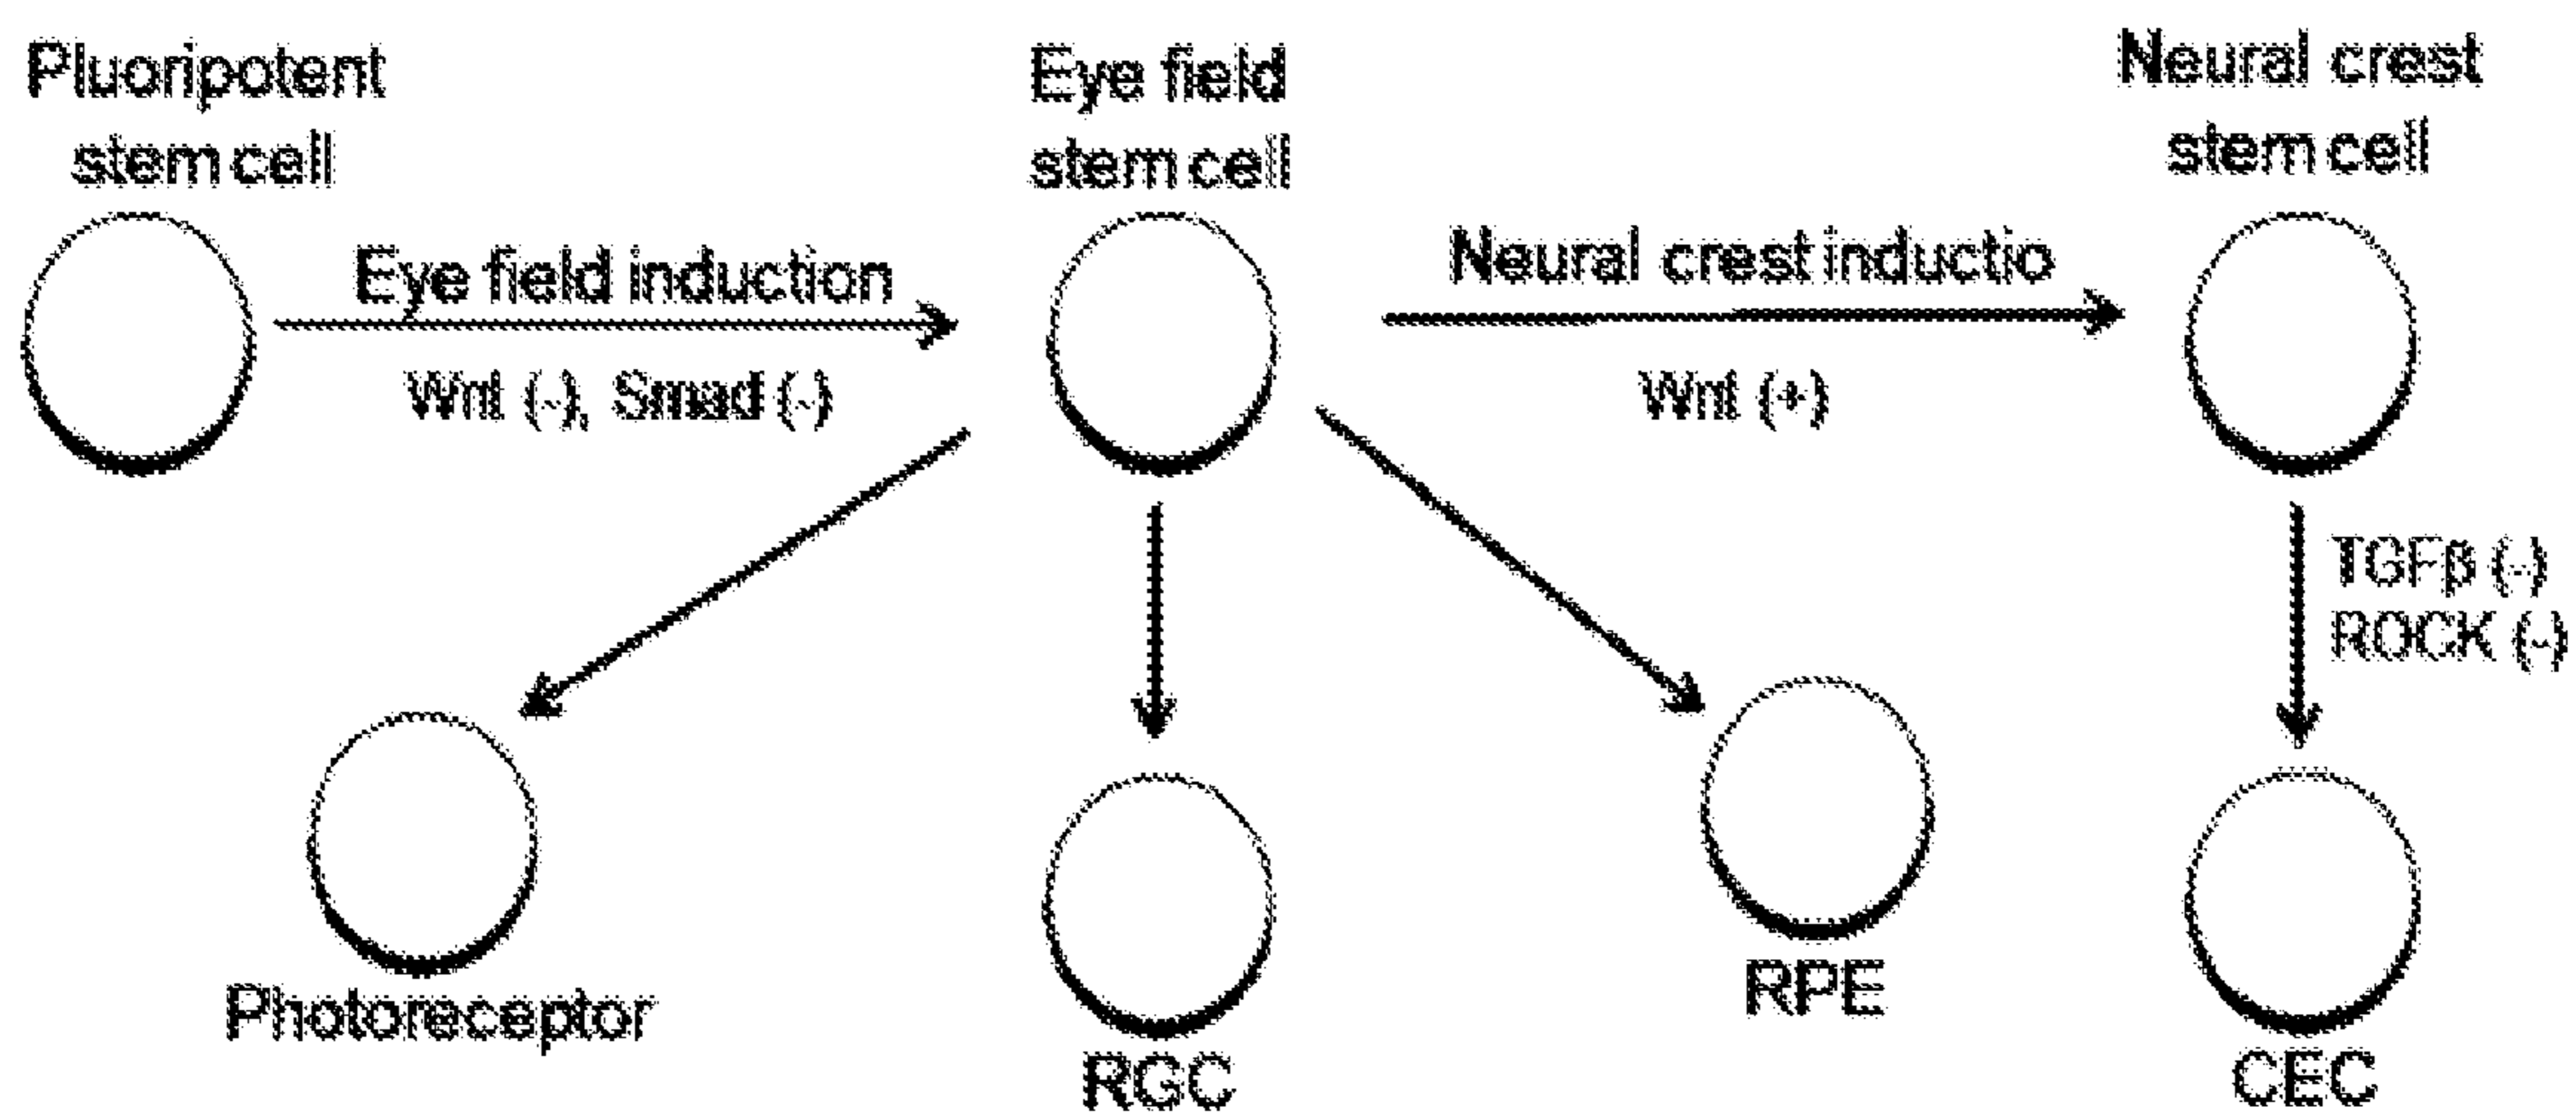 Pluoripotent
stem cell
Eye field
stem cell
Neural crest
stem cell
Eye field induction
Wnt (-), Smad (-)
Neural crest inductio
Wnt (+)
TGFβ (-)
ROCK (-)
Photoreceptor
RGC
RPE
CEC